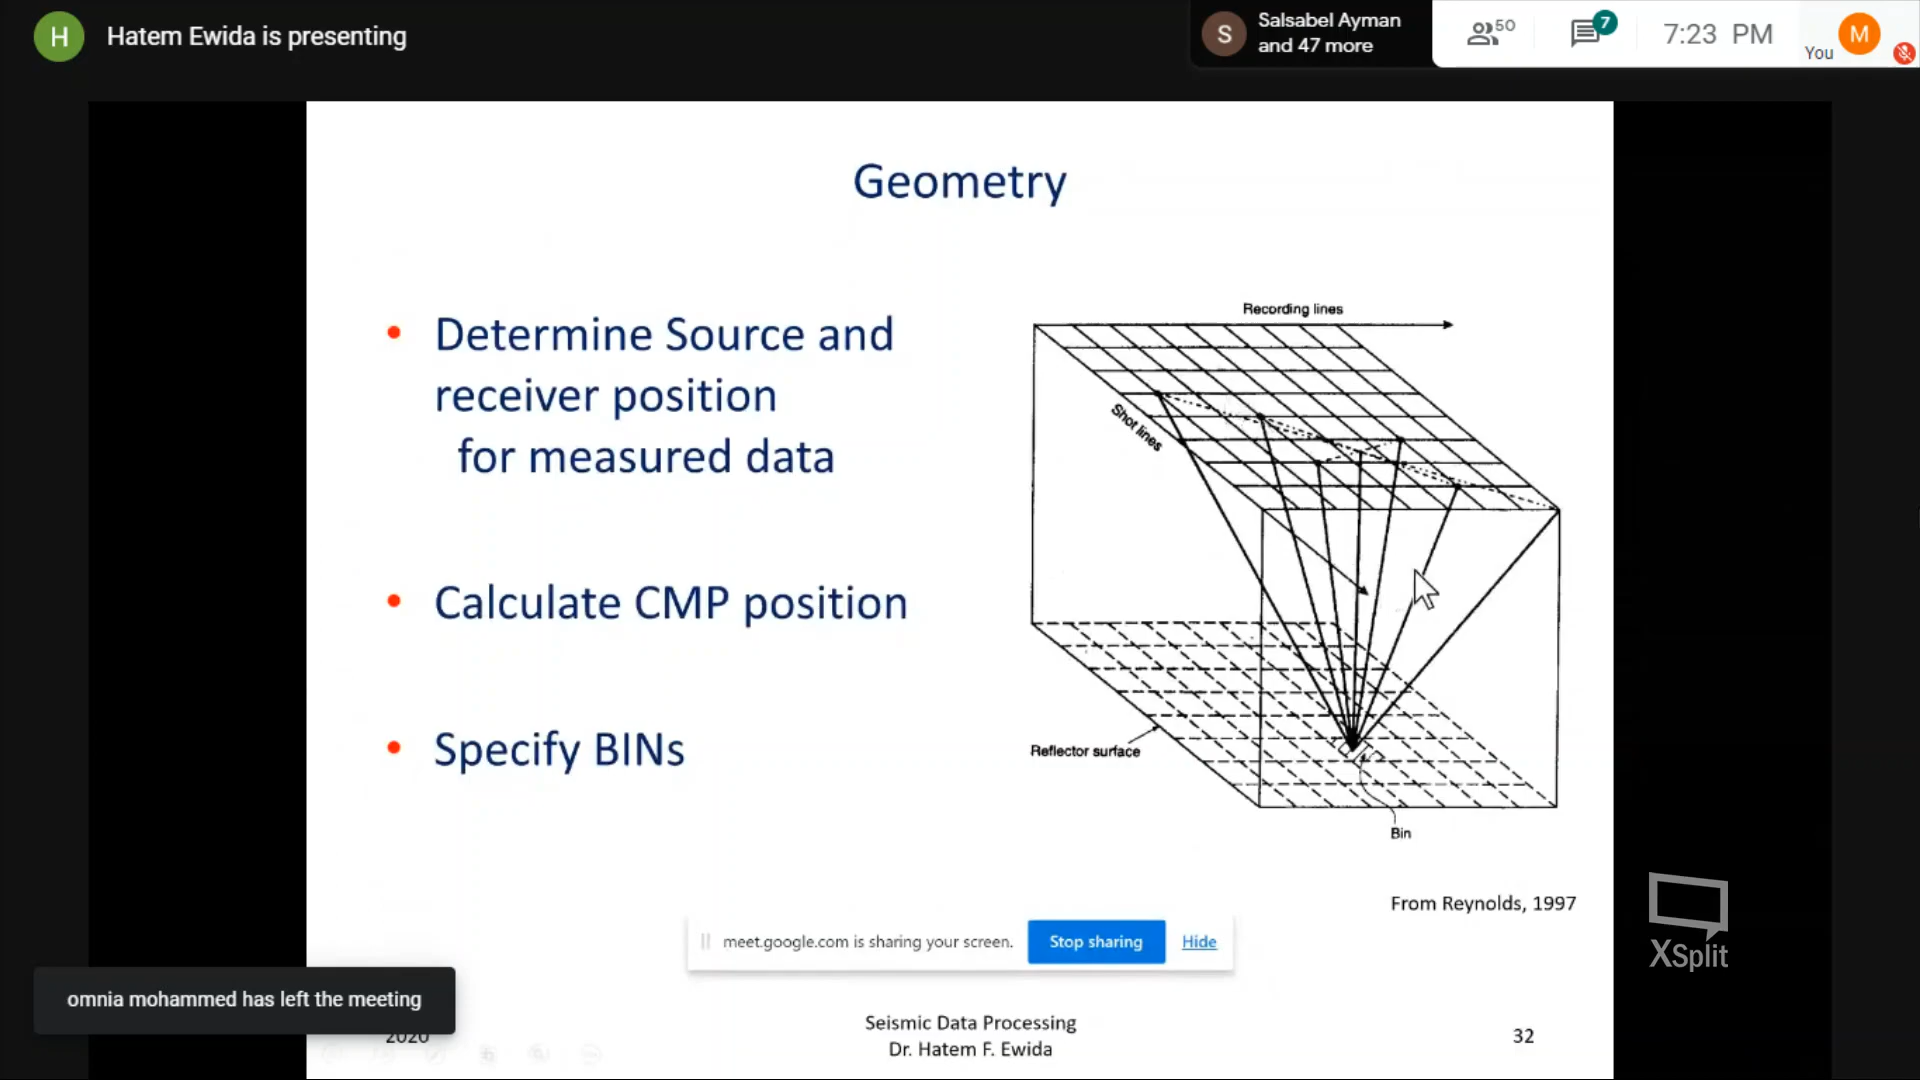 H
Hatem Ewida is presenting
S
Salsabel Ayman
and 47 more
50
7
7:23 PM
You
M
Geometry
• Determine Source and
receiver position
for measured data
• Calculate CMP position
• Specify BINs
Recording lines
Shot lines
Reflector surface
Bin
From Reynolds, 1997
meet.google.com is sharing your screen.
Stop sharing
Hide
XSplit
omnia mohammed has left the meeting
2020
Seismic Data Processing
Dr. Hatem F. Ewida
32